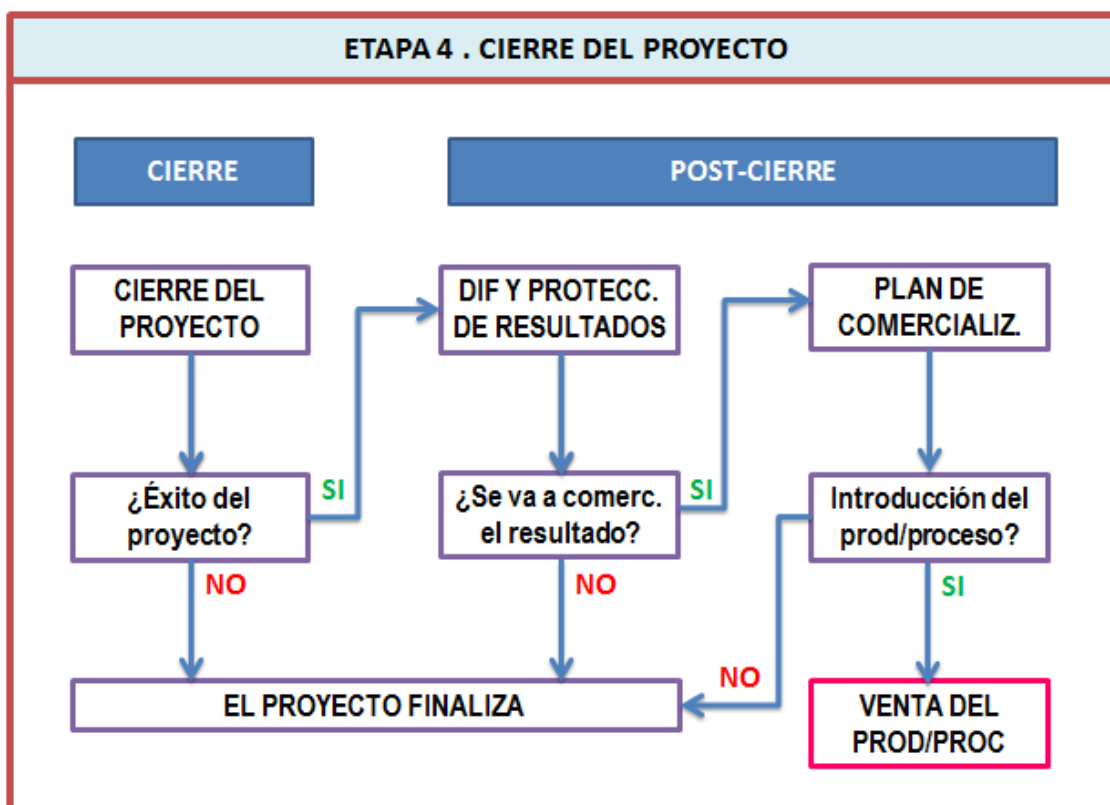 ETAPA 4 . CIERRE DEL PROYECTO
CIERRE
POST-CIERRE
CIERRE DEL
PROYECTO
DIF Y PROTECC.
DE RESULTADOS
PLAN DE
COMERCIALIZ.
¿Éxito del
proyecto?
SI
¿Se va a comerc.
el resultado?
SI
Introducción del
prod/proceso?
NO
NO
SI
EL PROYECTO FINALIZA
NO
VENTA DEL
PROD/PROC